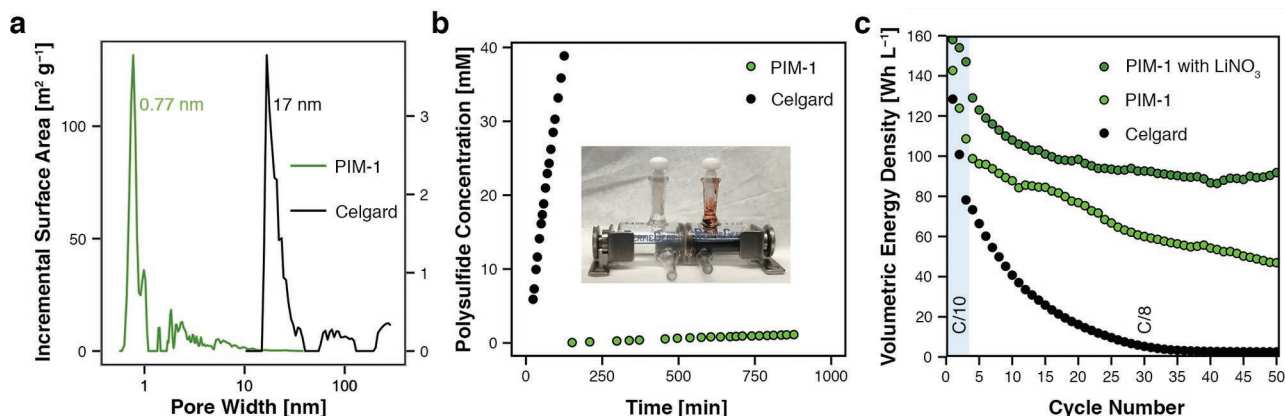 a
Incremental Surface Area [m² g⁻¹]
100
50
0
0.77 nm
17 nm
PIM-1
Celgard
3
2
1
0
1
10
100
Pore Width [nm]
b
Polysulfide Concentration [mM]
40
30
20
10
0
PIM-1
Celgard
PERMEGEAR
0
250
500
750
1000
Time [min]
c
Volumetric Energy Density [Wh L⁻¹]
160
140
120
100
80
60
40
20
0
PIM-1 with LiNO₃
PIM-1
Celgard
C/10
C/8
0
5
10
15
20
25
30
35
40
45
50
Cycle Number